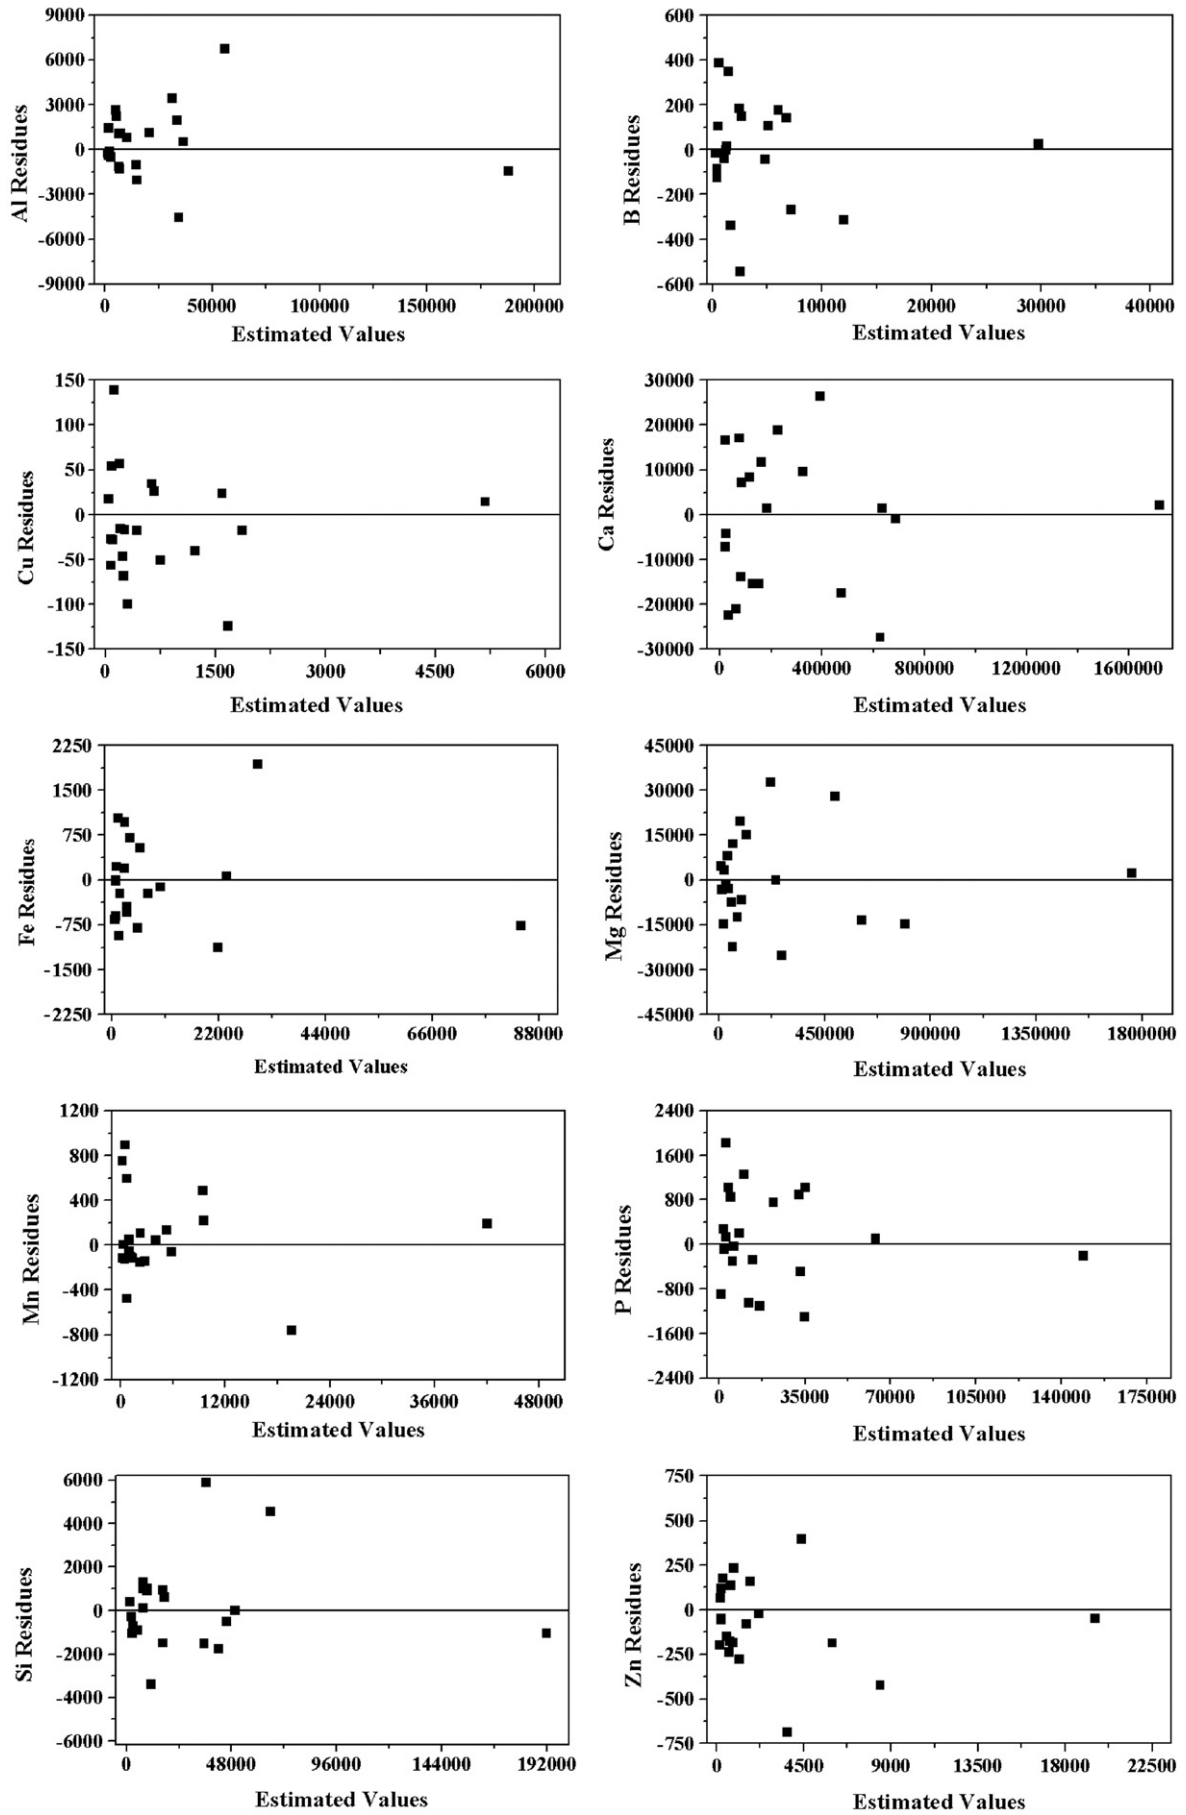 9000
6000
3000
0
-3000
-6000
-9000
Al Residues
0 50000 100000 150000 200000
Estimated Values
600
400
200
0
-200
-400
-600
B Residues
0 10000 20000 30000 40000
Estimated Values
150
100
50
0
-50
-100
-150
Cu Residues
0 1500 3000 4500 6000
Estimated Values
30000
20000
10000
0
-10000
-20000
-30000
Ca Residues
0 400000 800000 1200000 1600000
Estimated Values
2250
1500
750
0
-750
-1500
-2250
Fe Residues
0 22000 44000 66000 88000
Estimated Values
45000
30000
15000
0
-15000
-30000
-45000
Mg Residues
0 450000 900000 1350000 1800000
Estimated Values
1200
800
400
0
-400
-800
-1200
Mn Residues
0 12000 24000 36000 48000
Estimated Values
2400
1600
800
0
-800
-1600
-2400
P Residues
0 35000 70000 105000 140000 175000
Estimated Values
6000
4000
2000
0
-2000
-4000
-6000
Si Residues
0 48000 96000 144000 192000
Estimated Values
750
500
250
0
-250
-500
-750
Zn Residues
0 4500 9000 13500 18000 22500
Estimated Values